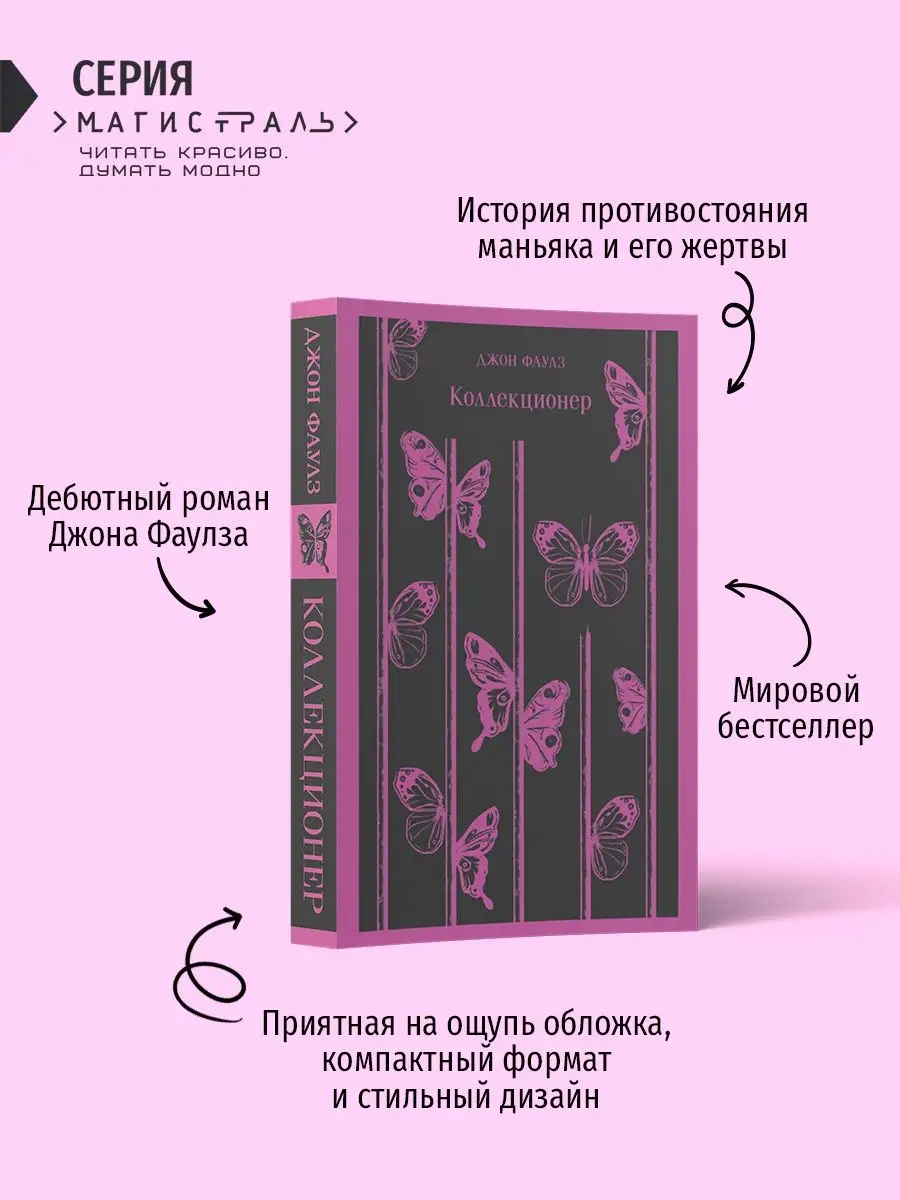 СЕРИЯ
МАГИСТРАЛЬ
ЧИТАТЬ КРАСИВО.
ДУМАТЬ МОДНО
История противостояния
маньяка и его жертвы
ДЖОН ФАУЛЗ
Коллекционер
ДЖОН ФАУЛЗ
КОЛЛЕКЦИОНЕР
Дебютный роман
Джона Фаулза
Мировой
бестселлер
Приятная на ощупь обложка,
компактный формат
и стильный дизайн